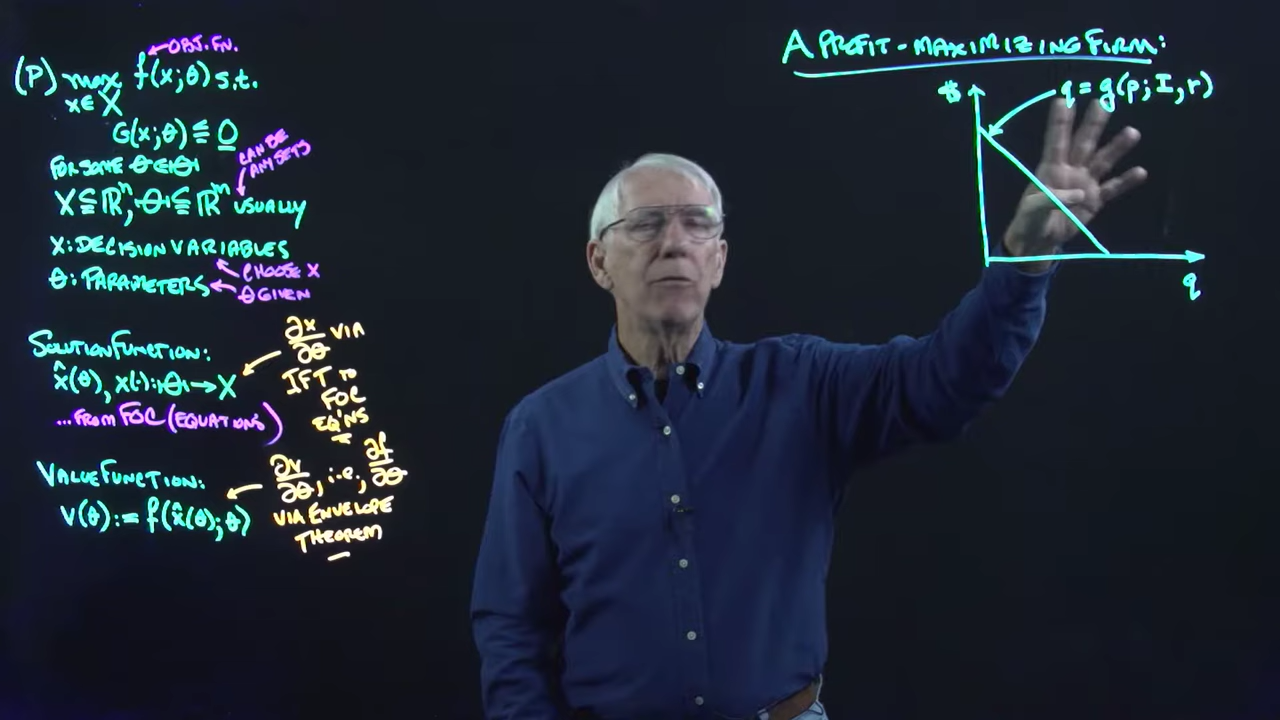 (P) max f(x;θ) s.t.
OBJ. FN.
x∈X
G(x;θ) ≦ 0
FOR SOME θ∈Θ
CAN BE
ANY SETS
X⊆ℝⁿ, Θ⊆ℝᵐ USUALLY
X: DECISION VARIABLES
θ: PARAMETERS
CHOOSE X
θ GIVEN
SOLUTION FUNCTION:
x̂(θ), x(·): Θ → X
... FROM FOC (EQUATIONS)
∂x/∂θ VIA
IFT TO
FOC
EQ'NS
VALUE FUNCTION:
v(θ) := f(x̂(θ);θ)
∂v/∂θ, i.e., ∂f/∂θ
VIA ENVELOPE
THEOREM
A PROFIT-MAXIMIZING FIRM:
$
q = g(p; I, r)
q